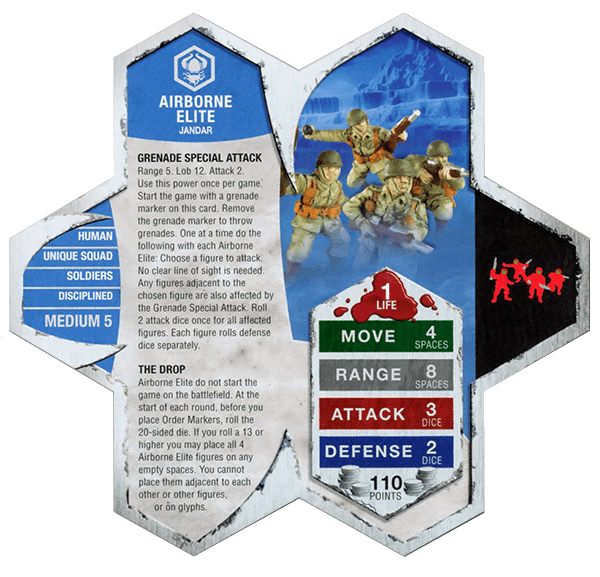 AIRBORNE
ELITE
JANDAR
GRENADE SPECIAL ATTACK
Range 5. Lob 12. Attack 2.
Use this power once per game.
Start the game with a grenade
marker on this card. Remove
the grenade marker to throw
grenades. One at a time do the
following with each Airborne
Elite: Choose a figure to attack.
No clear line of sight is needed.
Any figures adjacent to the
chosen figure are also affected by
the Grenade Special Attack. Roll
2 attack dice once for all affected
figures. Each figure rolls defense
dice separately.
THE DROP
Airborne Elite do not start the
game on the battlefield. At the
start of each round, before you
place Order Markers, roll the
20-sided die. If you roll a 13 or
higher you may place all 4
Airborne Elite figures on any
empty spaces. You cannot
place them adjacent to each
other or other figures,
or on glyphs.
HUMAN
UNIQUE SQUAD
SOLDIERS
DISCIPLINED
MEDIUM 5
1
LIFE
MOVE 4
SPACES
RANGE 8
SPACES
ATTACK 3
DICE
DEFENSE 2
DICE
110
POINTS